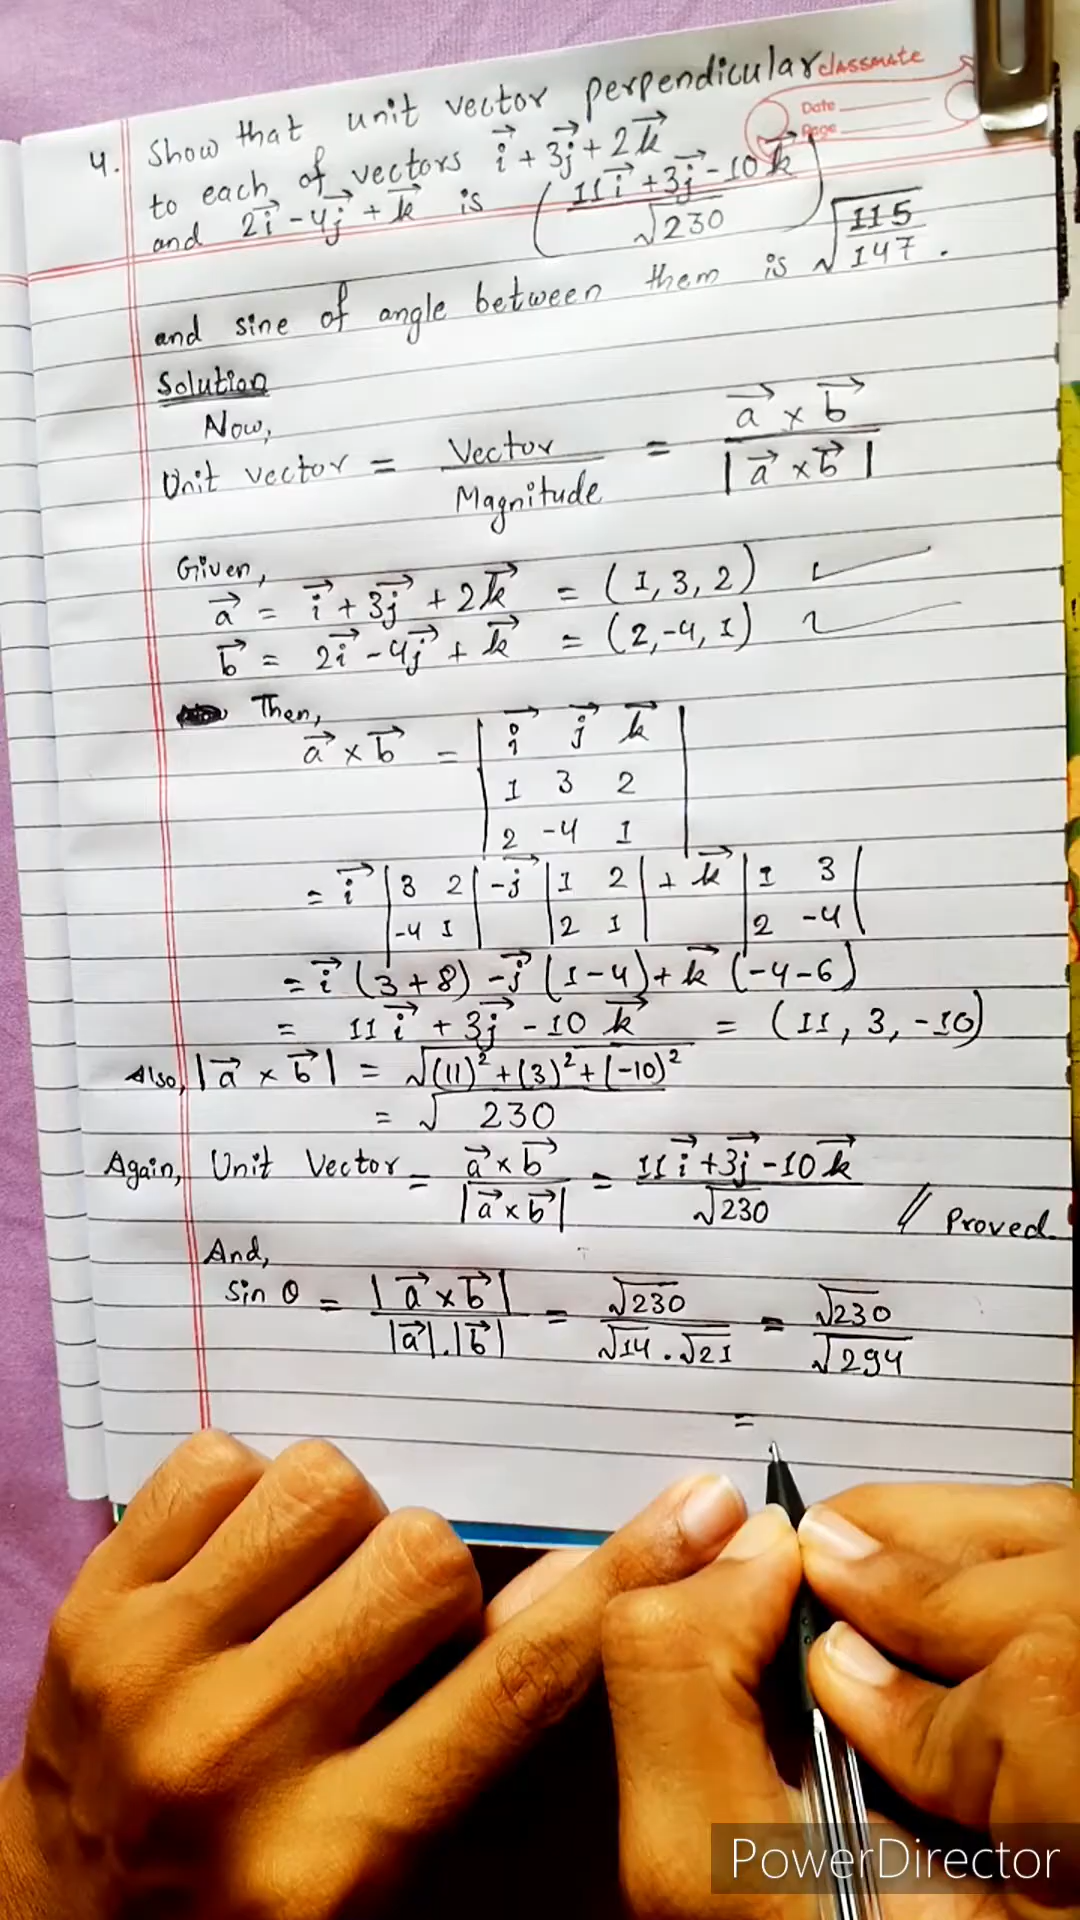 classmate
Date
Page
4. Show that unit vector perpendicular
to each of vectors i⃗ + 3j⃗ + 2k⃗
and 2i⃗ - 4j⃗ + k⃗ is ( (11i⃗ + 3j⃗ - 10k⃗) / √230 )
and sine of angle between them is √(115/147) .
Solution
Now,
Unit vector = Vector / Magnitude = a⃗ × b⃗ / |a⃗ × b⃗|
Given,
a⃗ = i⃗ + 3j⃗ + 2k⃗ = (1, 3, 2)
b⃗ = 2i⃗ - 4j⃗ + k⃗ = (2, -4, 1)
Then,
a⃗ × b⃗ = | i⃗ j⃗ k⃗ |
| 1 3 2 |
| 2 -4 1 |
= i⃗ | 3 2 | - j⃗ | 1 2 | + k⃗ | 1 3 |
| -4 1 | | 2 1 | | 2 -4 |
= i⃗ (3+8) - j⃗ (1-4) + k⃗ (-4-6)
= 11i⃗ + 3j⃗ - 10k⃗ = (11, 3, -10)
Also, |a⃗ × b⃗| = √((11)² + (3)² + (-10)²)
= √230
Again, Unit Vector = a⃗ × b⃗ / |a⃗ × b⃗| = (11i⃗ + 3j⃗ - 10k⃗) / √230 // Proved.
And,
Sin θ = |a⃗ × b⃗| / |a⃗|.|b⃗| = √230 / √14 . √21 = √230 / √294
=
PowerDirector